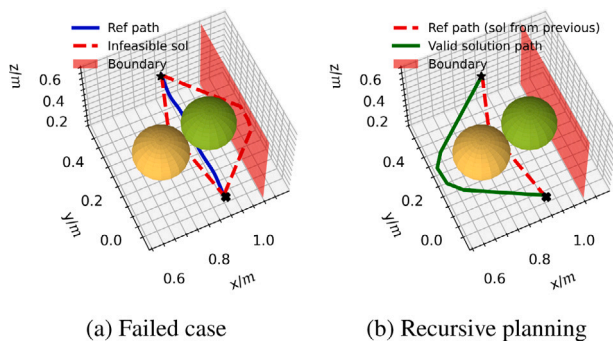 Ref path
Infeasible sol
Boundary
z/m
0.6
0.4
0.2
0.4
0.2
0.0
y/m
0.6
0.8
1.0
x/m
(a) Failed case
Ref path (sol from previous)
Valid solution path
Boundary
z/m
0.6
0.4
0.2
0.4
0.2
0.0
y/m
0.6
0.8
1.0
x/m
(b) Recursive planning